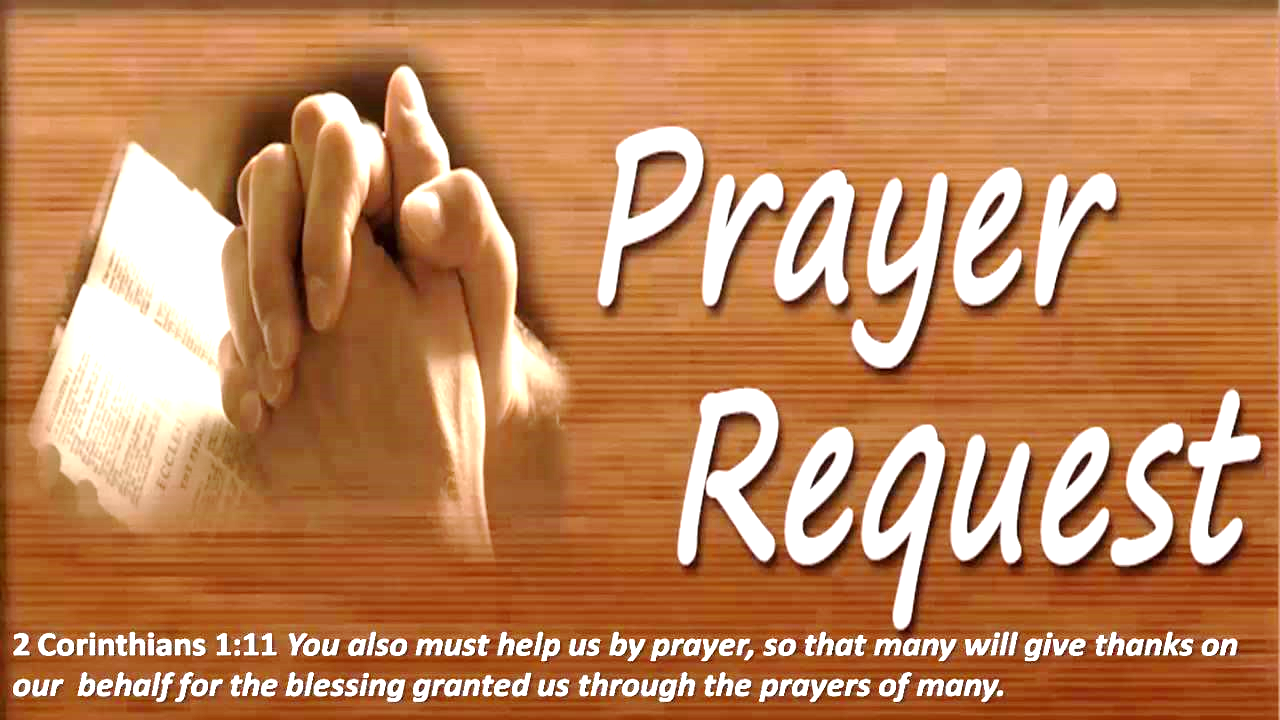 Prayer
Request
ECCLE
2 Corinthians 1:11 You also must help us by prayer, so that many will give thanks on
our  behalf for the blessing granted us through the prayers of many.